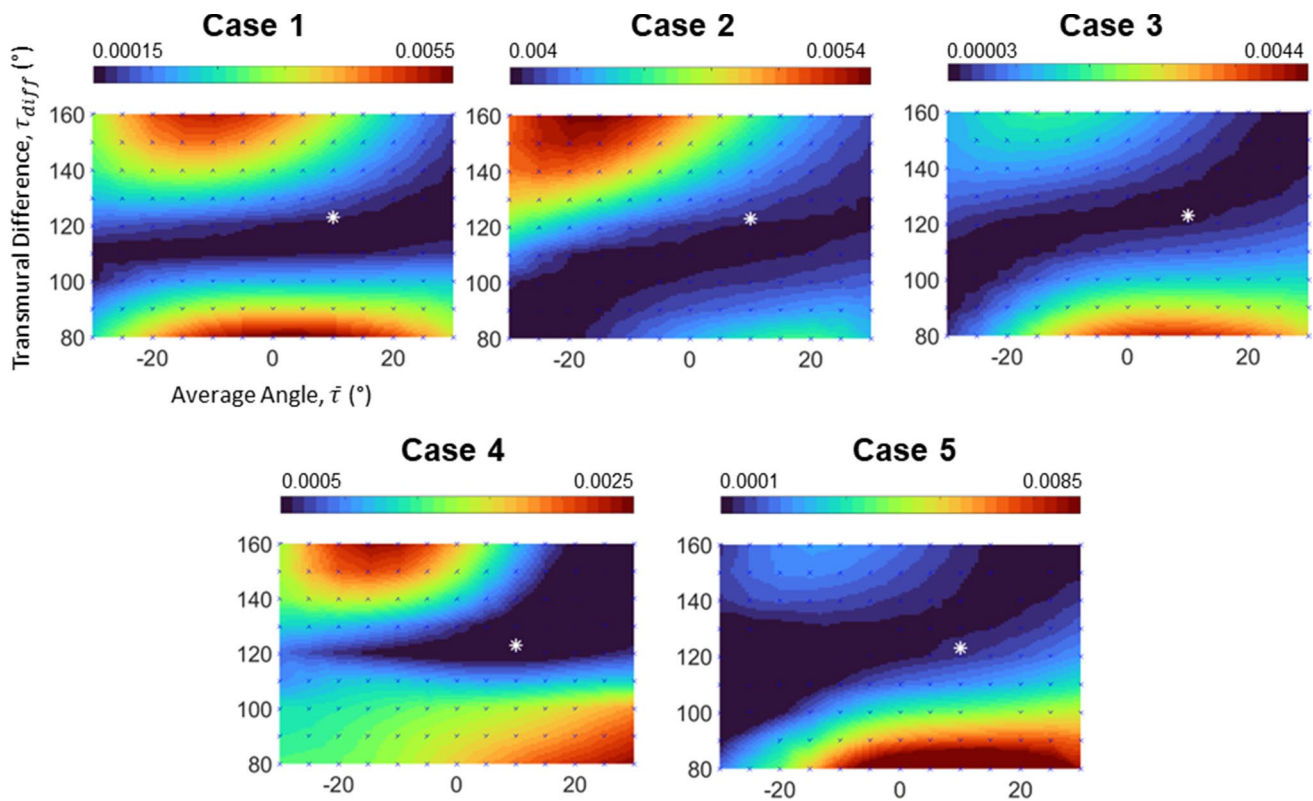 Case 1
Case 2
Case 3
0.00015 0.0055
0.004 0.0054
0.00003 0.0044
Transmural Difference, τ_diff (°)
160
140
120
100
80
-20 0 20
160
140
120
100
80
-20 0 20
160
140
120
100
80
-20 0 20
Average Angle, τ̄ (°)
Case 4
Case 5
0.0005 0.0025
0.0001 0.0085
160
140
120
100
80
-20 0 20
160
140
120
100
80
-20 0 20